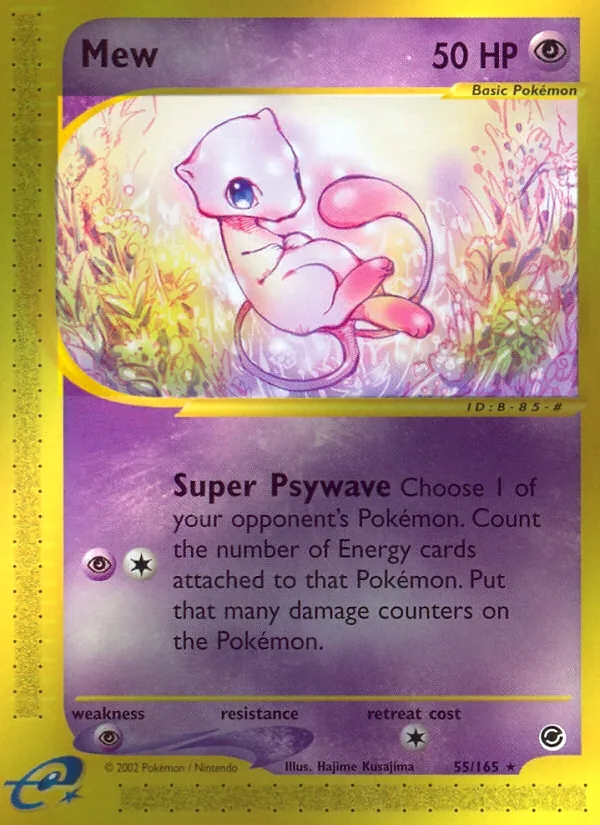 Mew 50 HP
Basic Pokémon
ID:B-85-#
Super Psywave Choose 1 of
your opponent's Pokémon. Count
the number of Energy cards
attached to that Pokémon. Put
that many damage counters on
the Pokémon.
weakness resistance retreat cost
© 2002 Pokémon / Nintendo Illus. Hajime Kusajima 55/165 ★
e